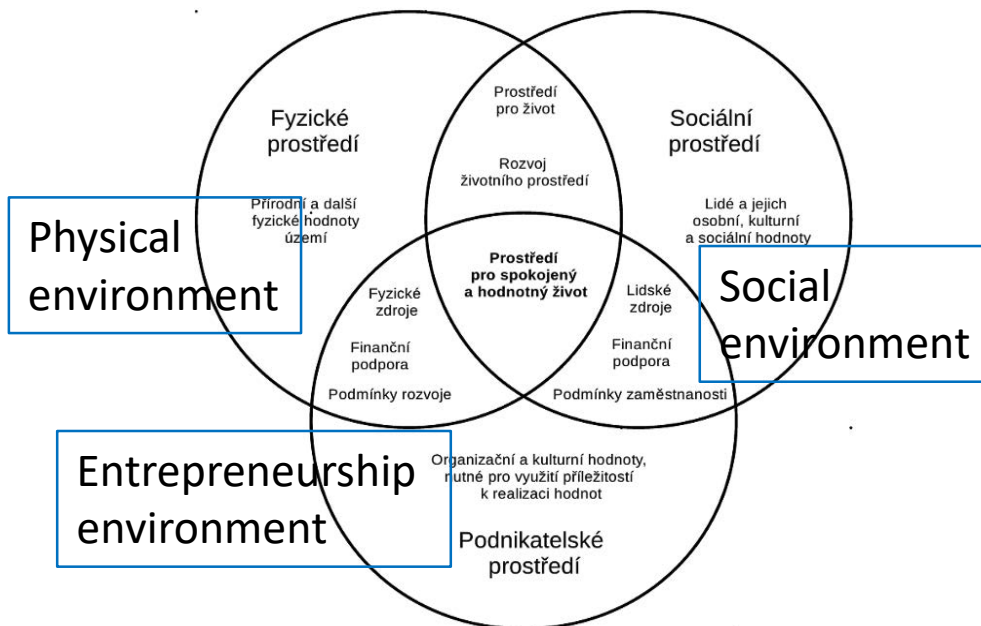 Fyzické
prostředí
Přírodní a další
fyzické hodnoty
území
Prostředí
pro život
Rozvoj
životního prostředí
Sociální
prostředí
Lidé a jejich
osobní, kulturní
a sociální hodnoty
Physical
environment
Prostředí
pro spokojený
a hodnotný život
Social
environment
Fyzické
zdroje
Finanční
podpora
Podmínky rozvoje
Lidské
zdroje
Finanční
podpora
Podmínky zaměstnanosti
Entrepreneurship
environment
Organizační a kulturní hodnoty,
nutné pro využití příležitostí
k realizaci hodnot
Podnikatelské
prostředí